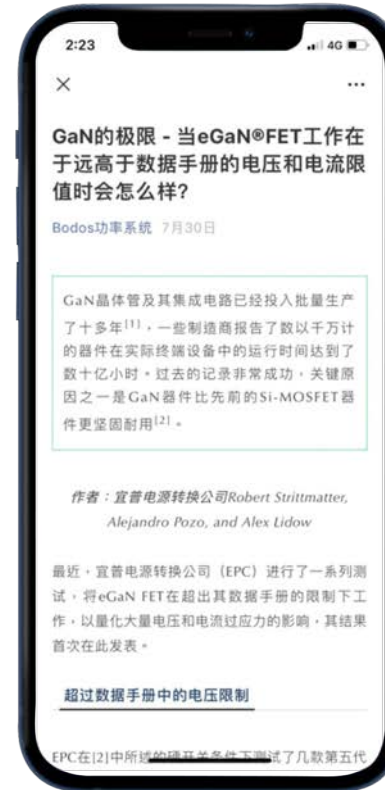 2:23
4G
GaN的极限 - 当eGaN®FET工作在
于远高于数据手册的电压和电流限
值时会怎么样?
Bodos功率系统 7月30日
GaN晶体管及其集成电路已经投入批量生产
了十多年[1],一些制造商报告了数以千万计
的器件在实际终端设备中的运行时间达到了
数十亿小时。过去的记录非常成功,关键原
因之一是GaN器件比先前的Si-MOSFET器
件更坚固耐用[2]。
作者:宜普电源转换公司Robert Strittmatter,
Alejandro Pozo, and Alex Lidow
最近,宜普电源转换公司(EPC)进行了一系列测
试,将eGaN FET在超出其数据手册的限制下工
作,以量化大量电压和电流过应力的影响,其结果
首次在此发表。
超过数据手册中的电压限制
EPC在[2]中所述的硬开关条件下测试了几款第五代